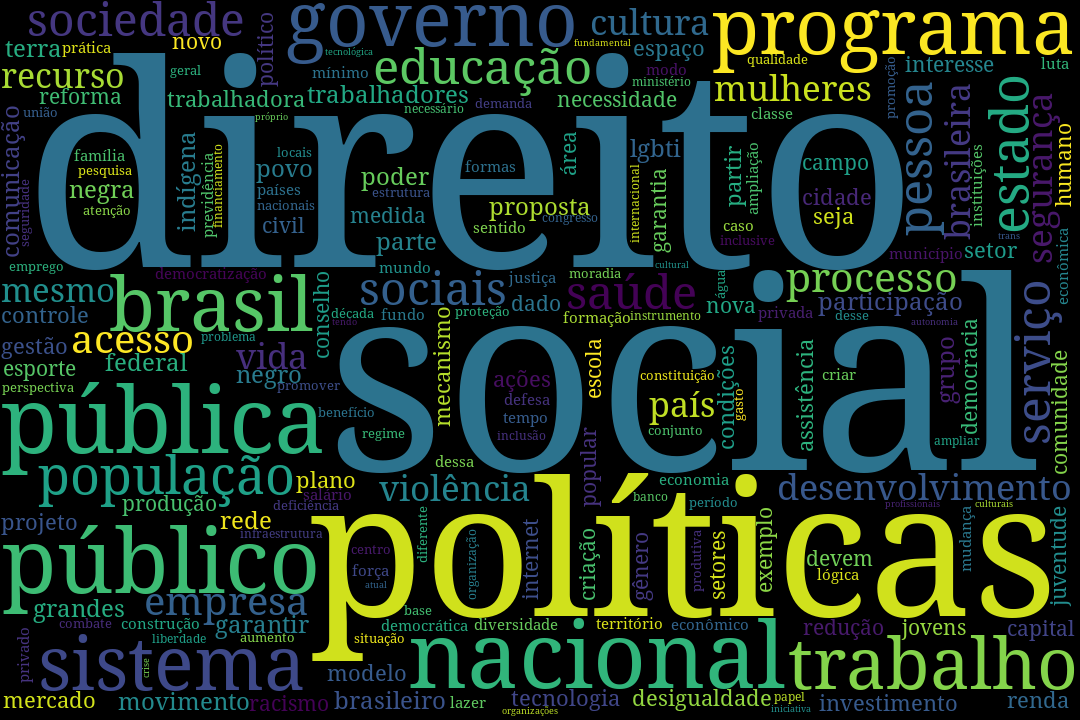 sociedade
governo
cultura
programa
terra
prática
novo
político
tecnológica
fundamental
espaço
qualidade
interesse
luta
recurso
geral
mínimo
educação
modo
ministério
promoção
reforma
trabalhadora
trabalhadores
necessário
demanda
necessidade
mulheres
classe
união
próprio
direito
comunicação
seguridade
família
pesquisa
negra
atenção
indígena
previdência
financiamento
locais
povo
países
nacionais
civil
poder
estrutura
medida
parte
formas
proposta
sentido
congresso
área
lgbti
internacional
garantia
partir
ampliação
caso
inclusive
campo
cidade
seja
pessoa
brasileira
instituições
estado
segurança
humano
trans
município
setor
econômica
emprego
democratização
mundo
cultural
mesmo
brasil
conselho
sociais
justiça
dado
moradia
saúde
água
nova
processo
privada
participação
controle
década
tendo
fundo
proteção
formação
instrumento
desse
autonomia
gestão
acesso
problema
vida
federal
esporte
negro
perspectiva
promover
mecanismo
social
ações
defesa
tempo
inclusão
escola
constituição
país
conjunto
gasto
condições
assistência
criar
grupo
democracia
ampliar
serviço
comunidade
pública
benefício
regime
dessa
popular
população
plano
salário
deficiência
produção
violência
economia
banco
período
desenvolvimento
profissionais
culturais
projeto
rede
infraestrutura
público
políticas
centro
força
atual
diferente
organização
internet
criação
gênero
produtiva
setores
exemplo
devem
lógica
mudança
juventude
grandes
empresa
base
combate
construção
garantir
liberdade
aumento
situação
democrática
diversidade
território
econômico
redução
jovens
capital
privado
sistema
crise
modelo
nacional
trabalho
mercado
movimento
racismo
brasileiro
lazer
organizações
tecnologia
desigualdade
papel
iniciativa
investimento
renda